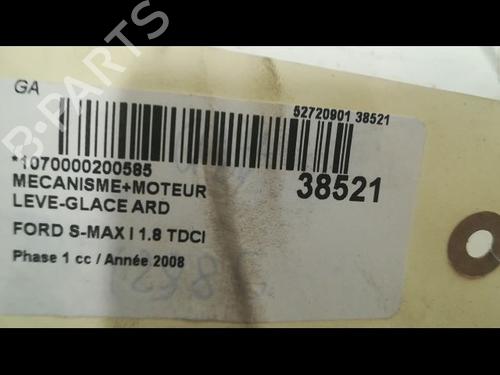 GA
52720901 38521
*1070000200585
38521
MECANISME+MOTEUR
LEVE-GLACE ARD
FORD S-MAX I 1.8 TDCI
Phase 1 cc / Année 2008
B-PARTS